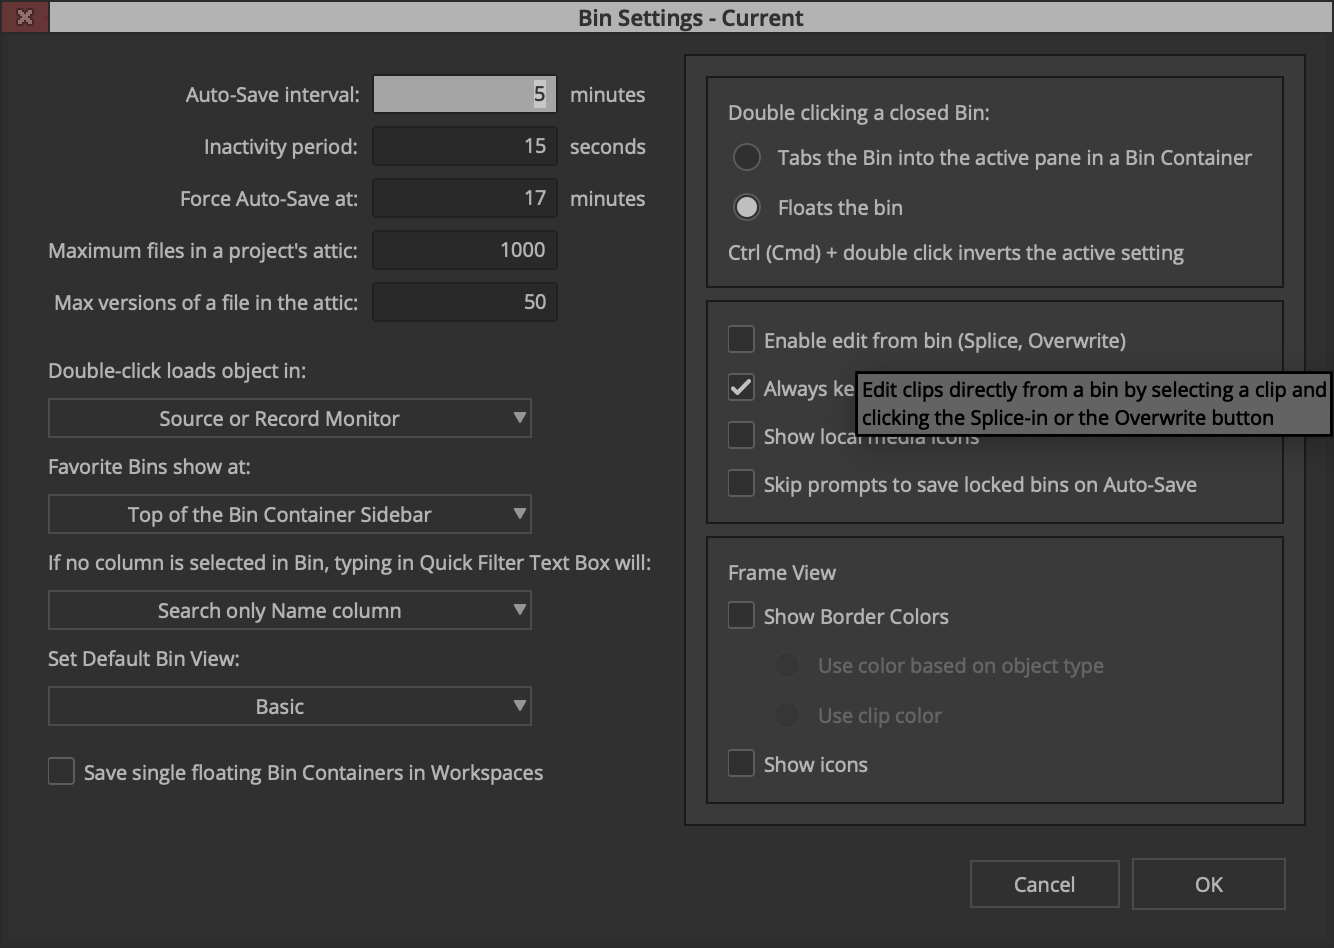 Bin Settings - Current
Auto-Save interval: 5 minutes
Inactivity period: 15 seconds
Force Auto-Save at: 17 minutes
Maximum files in a project's attic: 1000
Max versions of a file in the attic: 50
Double-click loads object in:
Source or Record Monitor
Favorite Bins show at:
Top of the Bin Container Sidebar
If no column is selected in Bin, typing in Quick Filter Text Box will:
Search only Name column
Set Default Bin View:
Basic
Save single floating Bin Containers in Workspaces
Double clicking a closed Bin:
Tabs the Bin into the active pane in a Bin Container
Floats the bin
Ctrl (Cmd) + double click inverts the active setting
Enable edit from bin (Splice, Overwrite)
Always
Edit clips directly from a bin by selecting a clip and
clicking the Splice-in or the Overwrite button
Show local media icons
Skip prompts to save locked bins on Auto-Save
Frame View
Show Border Colors
Use color based on object type
Use clip color
Show icons
Cancel
OK